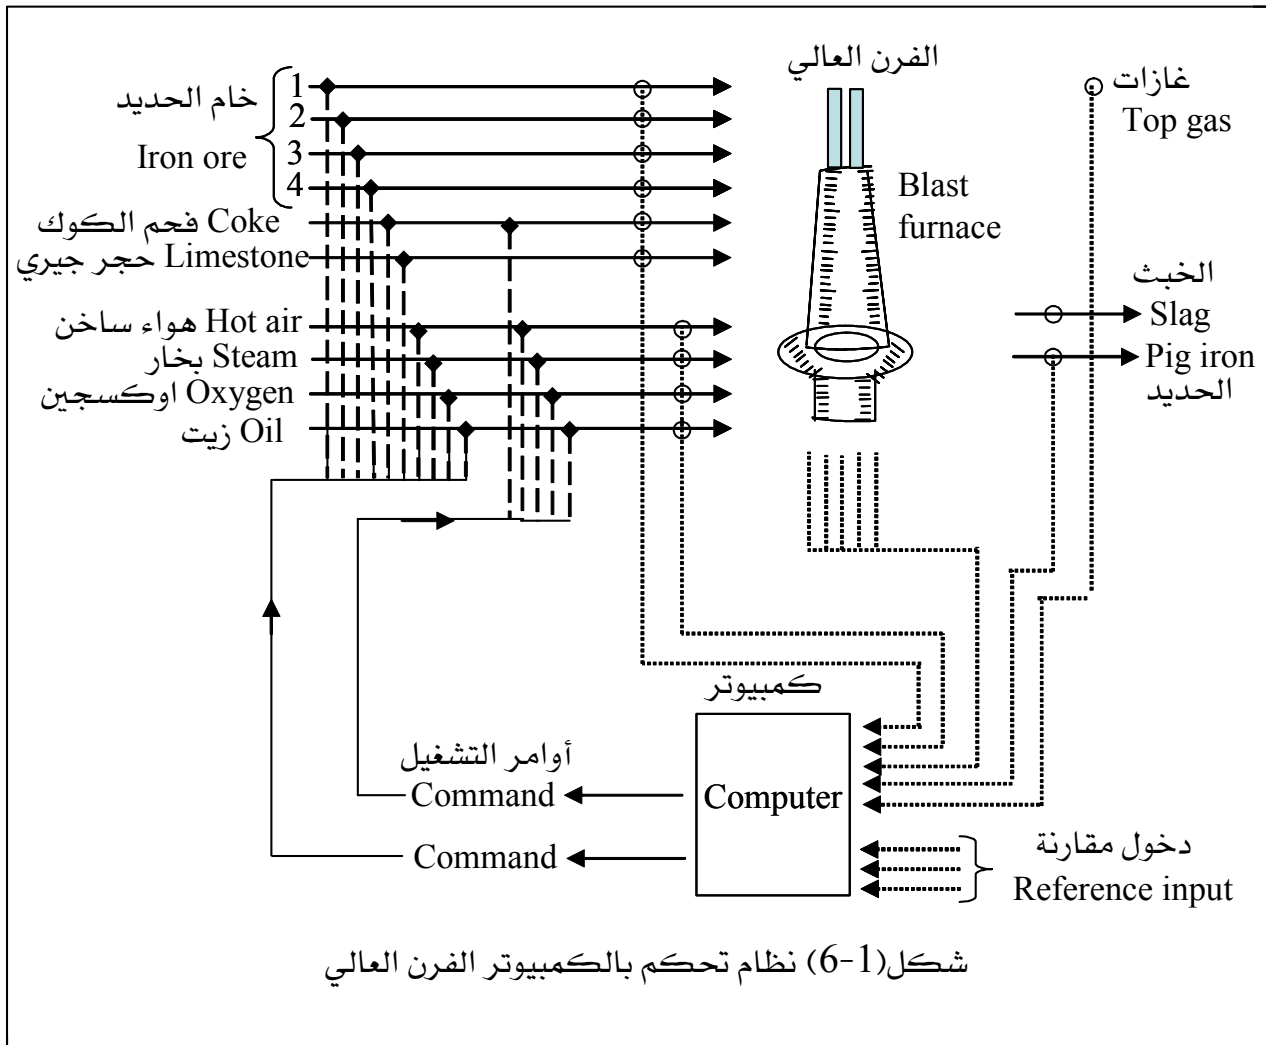 الفرن العالي
خام الحديد
Iron ore
1
2
3
4
فحم الكوك Coke
حجر جيري Limestone
هواء ساخن Hot air
بخار Steam
اوكسجين Oxygen
زيت Oil
Blast
furnace
غازات
Top gas
الخبث
Slag
Pig iron
الحديد
كمبيوتر
Computer
أوامر التشغيل
Command
Command
دخول مقارنة
Reference input
شكل(1-6) نظام تحكم بالكمبيوتر الفرن العالي